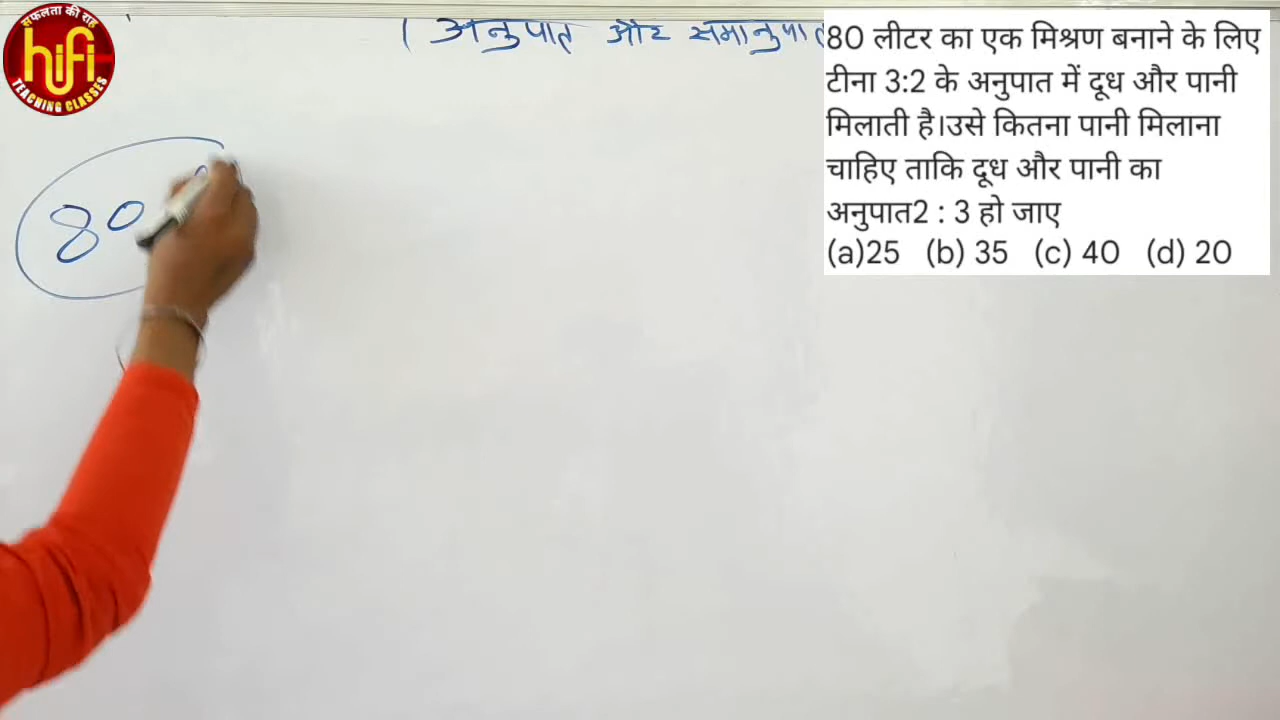 सफलता की राह
hifi
TEACHING CLASSES
( अनुपात और समानुपात
80 लीटर का एक मिश्रण बनाने के लिए
टीना 3:2 के अनुपात में दूध और पानी
मिलाती है।उसे कितना पानी मिलाना
चाहिए ताकि दूध और पानी का
अनुपात2 : 3 हो जाए
(a)25 (b) 35 (c) 40 (d) 20
80